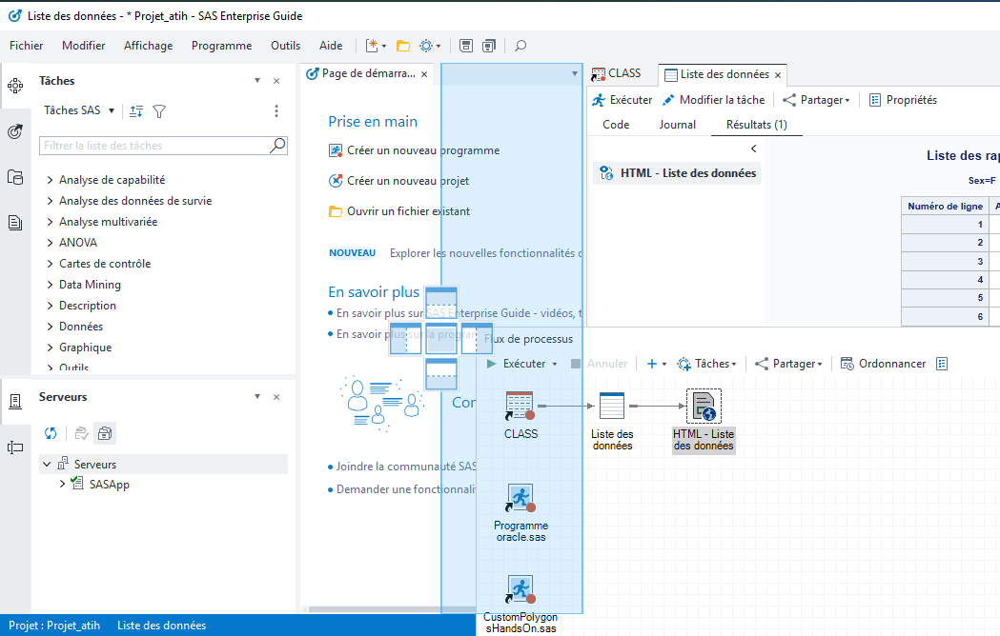 Liste des données - * Projet_atih - SAS Enterprise Guide
Fichier Modifier Affichage Programme Outils Aide
Tâches
Tâches SAS
Filtrer la liste des tâches
Analyse de capabilité
Analyse des données de survie
Analyse multivariée
ANOVA
Cartes de contrôle
Data Mining
Description
Données
Graphique
Outils
Serveurs
Serveurs
SASApp
Page de démarra...
Prise en main
Créer un nouveau programme
Créer un nouveau projet
Ouvrir un fichier existant
NOUVEAU Explorer les nouvelles fonctionnalités
En savoir plus
En savoir plus sur SAS Enterprise Guide - vidéos, t
En savoir plus sur la program
Con
Joindre la communauté SAS
Demander une fonctionnali
CLASS
Liste des données
Exécuter Modifier la tâche Partager Propriétés
Code Journal Résultats (1)
HTML - Liste des données
Liste des rap
Sex=F
Numéro de ligne A
1
2
3
4
5
6
Flux de processus
Exécuter Annuler Tâches Partager Ordonnancer
CLASS
Liste des
données
HTML - Liste
des données
Programme
oracle.sas
CustomPolygon
sHandsOn.sas
Projet : Projet_atih Liste des données